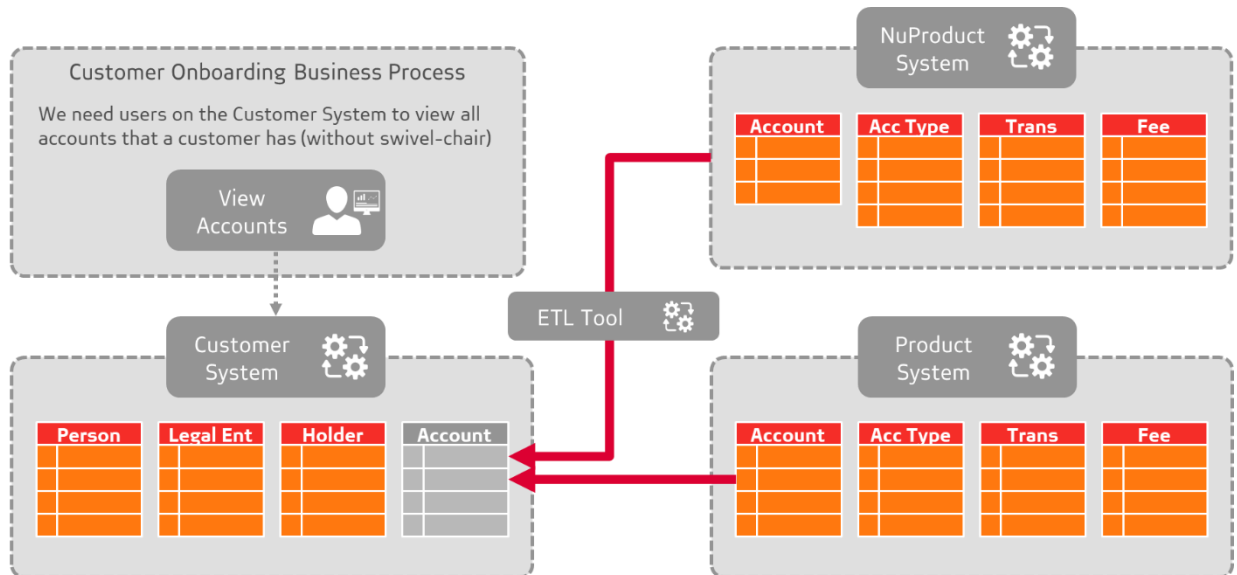 Customer Onboarding Business Process
We need users on the Customer System to view all
accounts that a customer has (without swivel-chair)
View
Accounts
NuProduct
System
Account
Acc Type
Trans
Fee
ETL Tool
Customer
System
Person
Legal Ent
Holder
Account
Product
System
Account
Acc Type
Trans
Fee